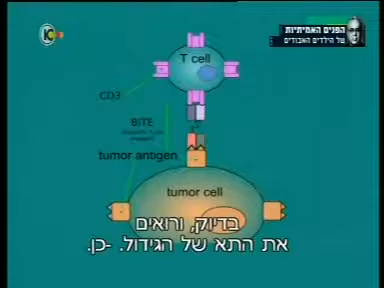 הפנים האמיתיות
של הילדים האבודים
T cell
CD3
BITE
tumor antigen
tumor cell
בדיוק, ורואים
את התא של הגידול. -כן.